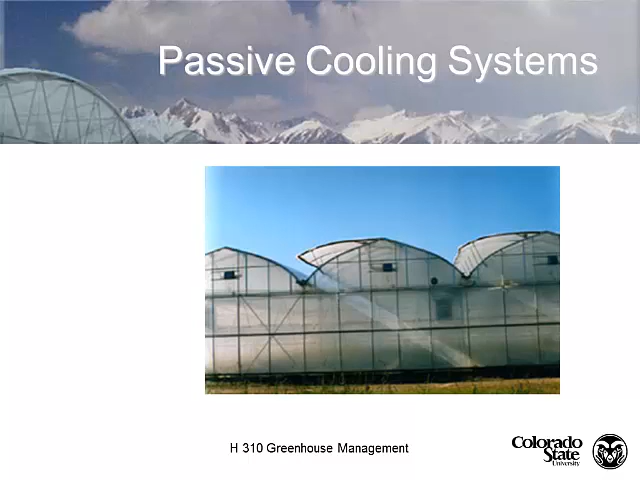 Passive Cooling Systems
H 310 Greenhouse Management
Colorado
State
University